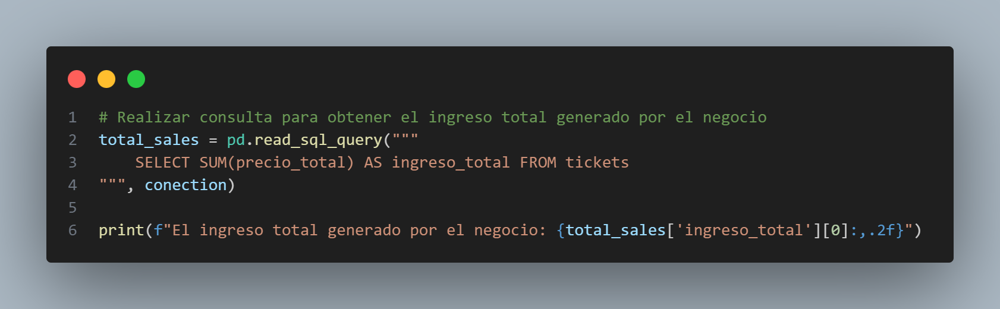 1 # Realizar consulta para obtener el ingreso total generado por el negocio
2 total_sales = pd.read_sql_query("""
3     SELECT SUM(precio_total) AS ingreso_total FROM tickets
4 """, conection)
5
6 print(f"El ingreso total generado por el negocio: {total_sales['ingreso_total'][0]:,.2f}")